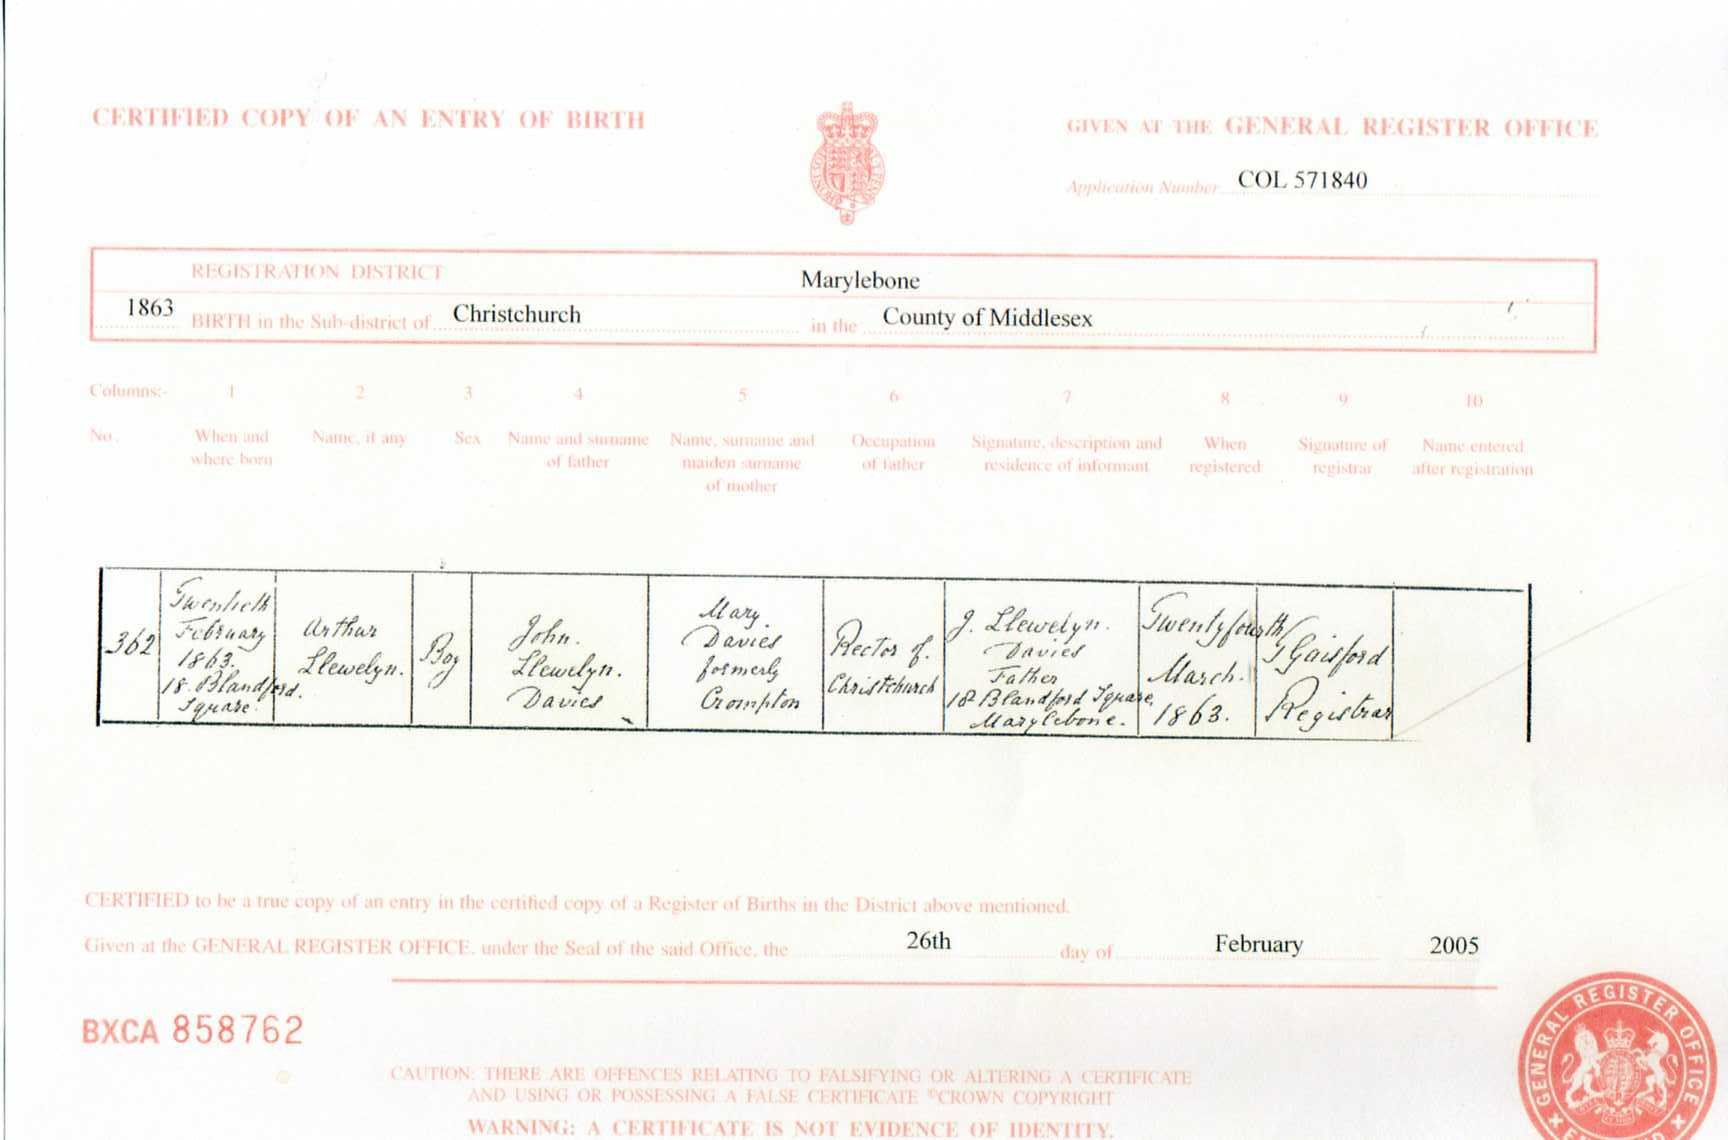 CERTIFIED COPY OF AN ENTRY OF BIRTH
GIVEN AT THE GENERAL REGISTER OFFICE
Application Number COL 571840
REGISTRATION DISTRICT Marylebone
1863 BIRTH in the Sub-district of Christchurch in the County of Middlesex
Columns:- 1 2 3 4 5 6 7 8 9 10
No. When and where born Name, if any Sex Name and surname of father Name, surname and maiden surname of mother Occupation of father Signature, description and residence of informant When registered Signature of registrar Name entered after registration
362
Twentieth
February
1863.
18. Blandford.
Square.
Arthur
Llewelyn.
Boy
John.
Llewelyn.
Davies
Mary.
Davies
formerly
Crompton
Rector of.
Christchurch
J. Llewelyn.
Davies
Father
18 Blandford Square,
Marylebone.
Twentyfourth
March.
1863.
Gaisford
Registrar
CERTIFIED to be a true copy of an entry in the certified copy of a Register of Births in the District above mentioned.
Given at the GENERAL REGISTER OFFICE, under the Seal of the said Office, the 26th day of February 2005
BXCA 858762
CAUTION: THERE ARE OFFENCES RELATING TO FALSIFYING OR ALTERING A CERTIFICATE
AND USING OR POSSESSING A FALSE CERTIFICATE ©CROWN COPYRIGHT
WARNING: A CERTIFICATE IS NOT EVIDENCE OF IDENTITY.
GENERAL REGISTER OFFICE